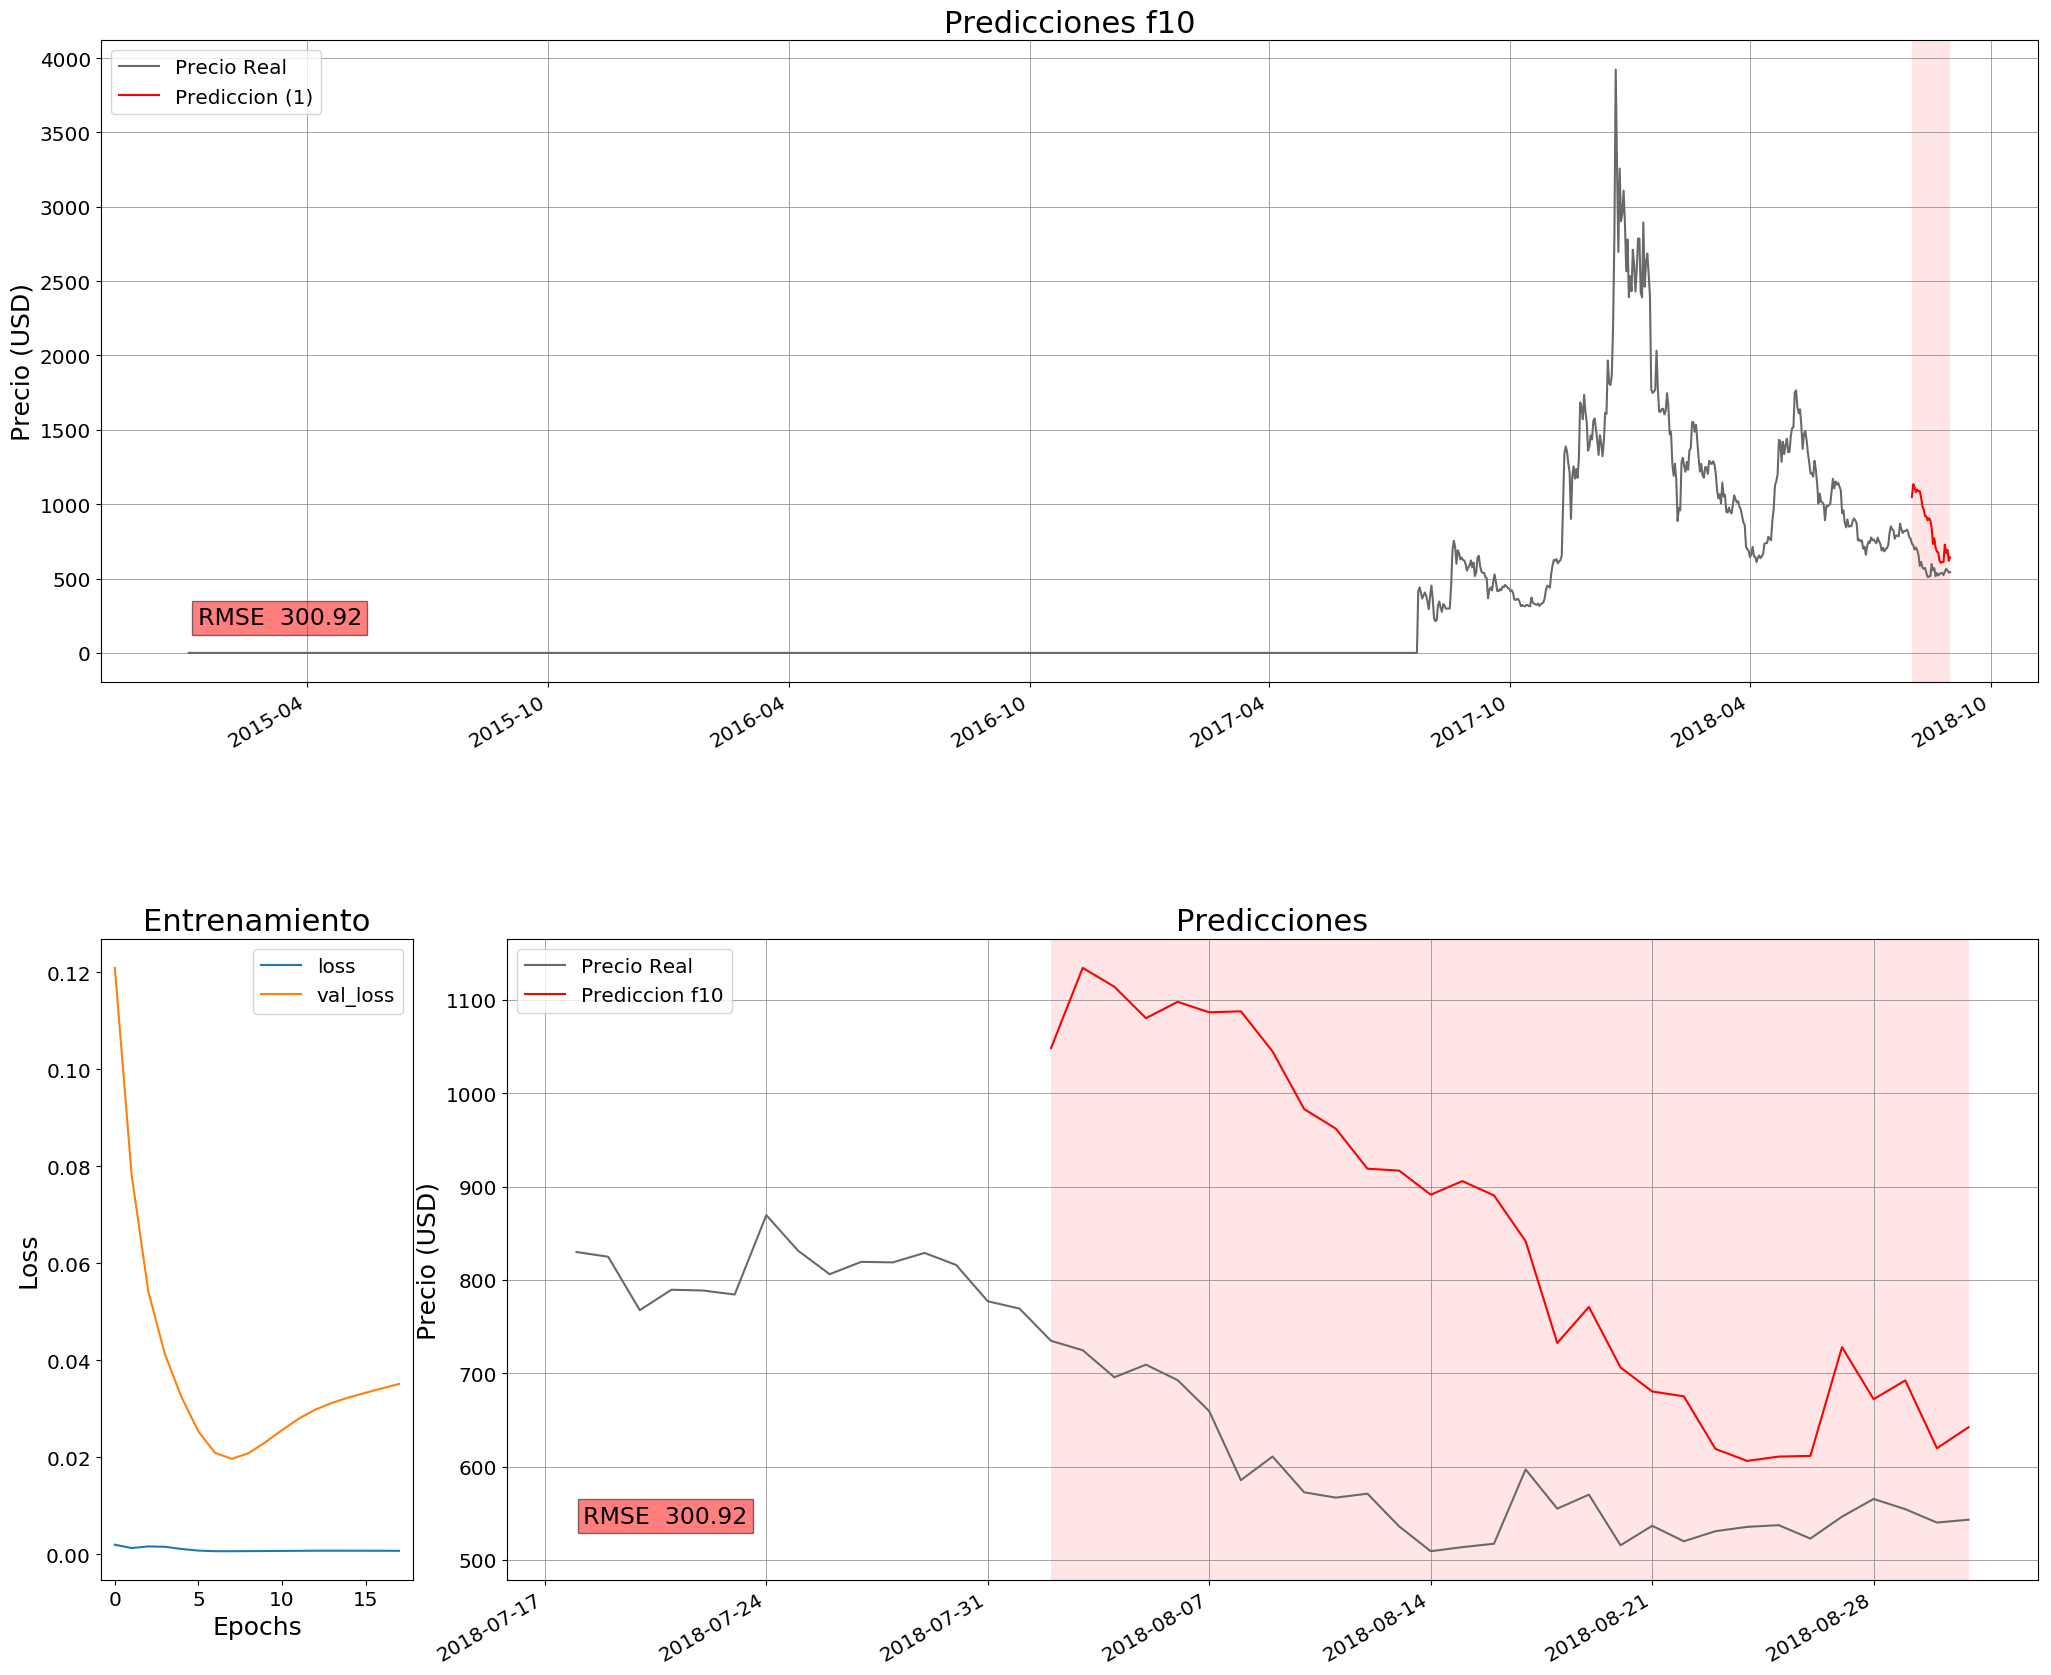 Predicciones f10
Precio Real
Prediccion (1)
Precio (USD)
4000
3500
3000
2500
2000
1500
1000
500
0
RMSE  300.92
2015-04
2015-10
2016-04
2016-10
2017-04
2017-10
2018-04
2018-10
Entrenamiento
loss
val_loss
Loss
0.12
0.10
0.08
0.06
0.04
0.02
0.00
0
5
10
15
Epochs
Predicciones
Precio Real
Prediccion f10
Precio (USD)
1100
1000
900
800
700
600
500
RMSE  300.92
2018-07-17
2018-07-24
2018-07-31
2018-08-07
2018-08-14
2018-08-21
2018-08-28